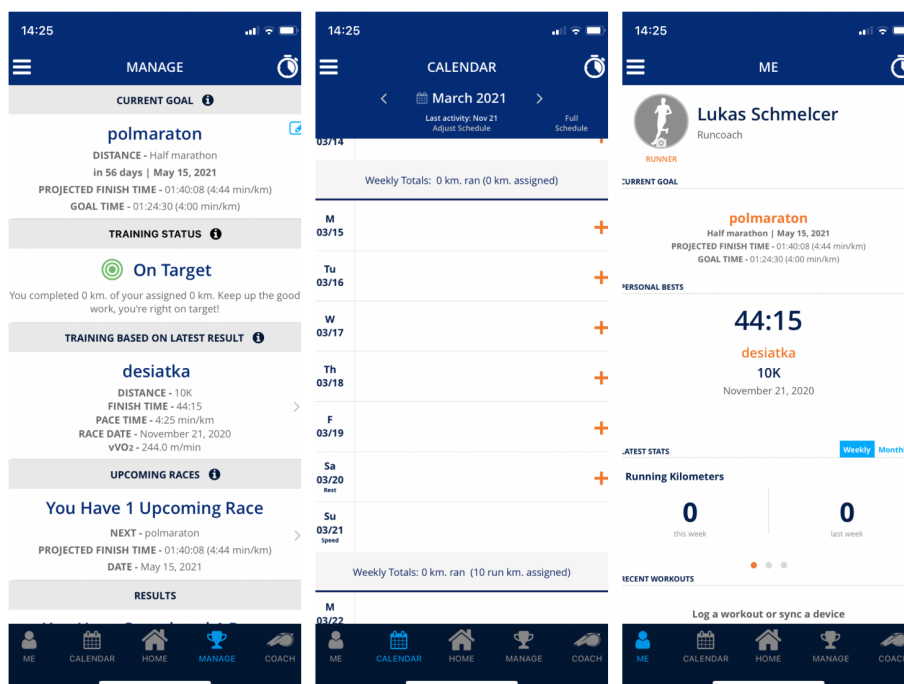 14:25
MANAGE
CURRENT GOAL
polmaraton
DISTANCE - Half marathon
in 56 days | May 15, 2021
PROJECTED FINISH TIME - 01:40:08 (4:44 min/km)
GOAL TIME - 01:24:30 (4:00 min/km)
TRAINING STATUS
On Target
You completed 0 km. of your assigned 0 km. Keep up the good
work, you're right on target!
TRAINING BASED ON LATEST RESULT
desiatka
DISTANCE - 10K
FINISH TIME - 44:15
PACE TIME - 4:25 min/km
RACE DATE - November 21, 2020
vVO2 - 244.0 m/min
UPCOMING RACES
You Have 1 Upcoming Race
NEXT - polmaraton
PROJECTED FINISH TIME - 01:40:08 (4:44 min/km)
DATE - May 15, 2021
RESULTS
ME CALENDAR HOME MANAGE COACH
14:25
CALENDAR
March 2021
Last activity: Nov 21
Adjust Schedule
Full
Schedule
03/14
Weekly Totals: 0 km. ran (0 km. assigned)
M
03/15
Tu
03/16
W
03/17
Th
03/18
F
03/19
Sa
03/20
Rest
Su
03/21
Speed
Weekly Totals: 0 km. ran (10 run km. assigned)
M
03/22
ME CALENDAR HOME MANAGE COACH
14:25
ME
Lukas Schmelcer
Runcoach
RUNNER
CURRENT GOAL
polmaraton
Half marathon | May 15, 2021
PROJECTED FINISH TIME - 01:40:08 (4:44 min/km)
GOAL TIME - 01:24:30 (4:00 min/km)
PERSONAL BESTS
44:15
desiatka
10K
November 21, 2020
LATEST STATS
Weekly Month
Running Kilometers
0
this week
0
last week
RECENT WORKOUTS
Log a workout or sync a device
ME CALENDAR HOME MANAGE COAC